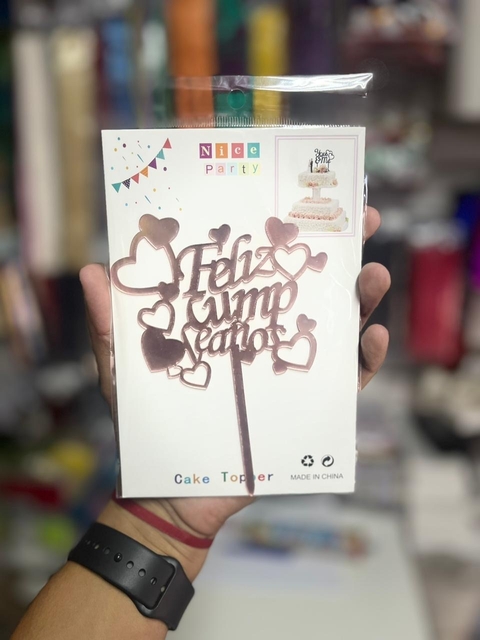 Nice
Party
Feliz
cump
leaños
Cake Topper
MADE IN CHINA